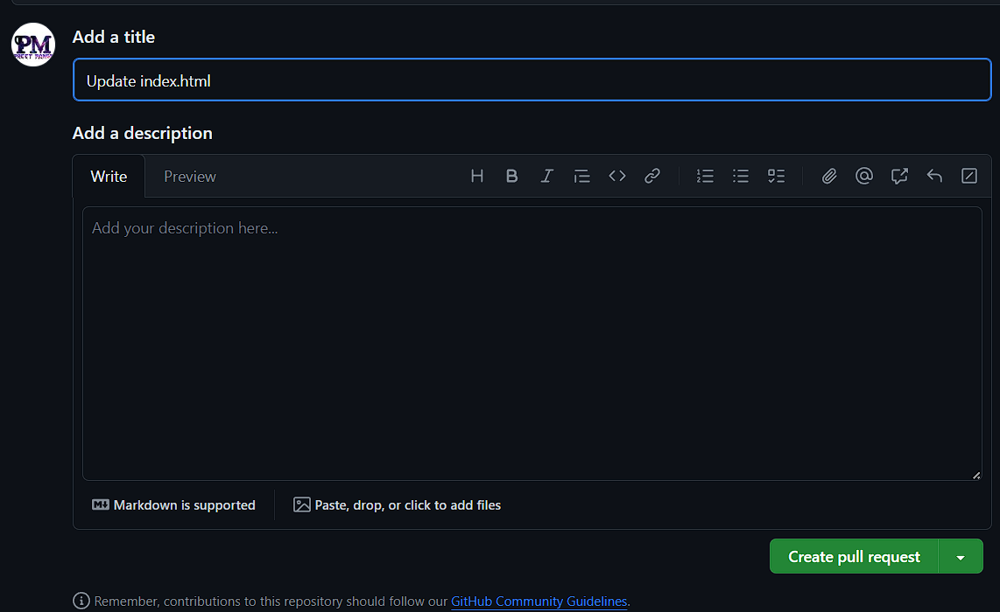 PM
Add a title
Update index.html
Add a description
Write Preview
Add your description here...
Markdown is supported Paste, drop, or click to add files
Create pull request
Remember, contributions to this repository should follow our GitHub Community Guidelines.